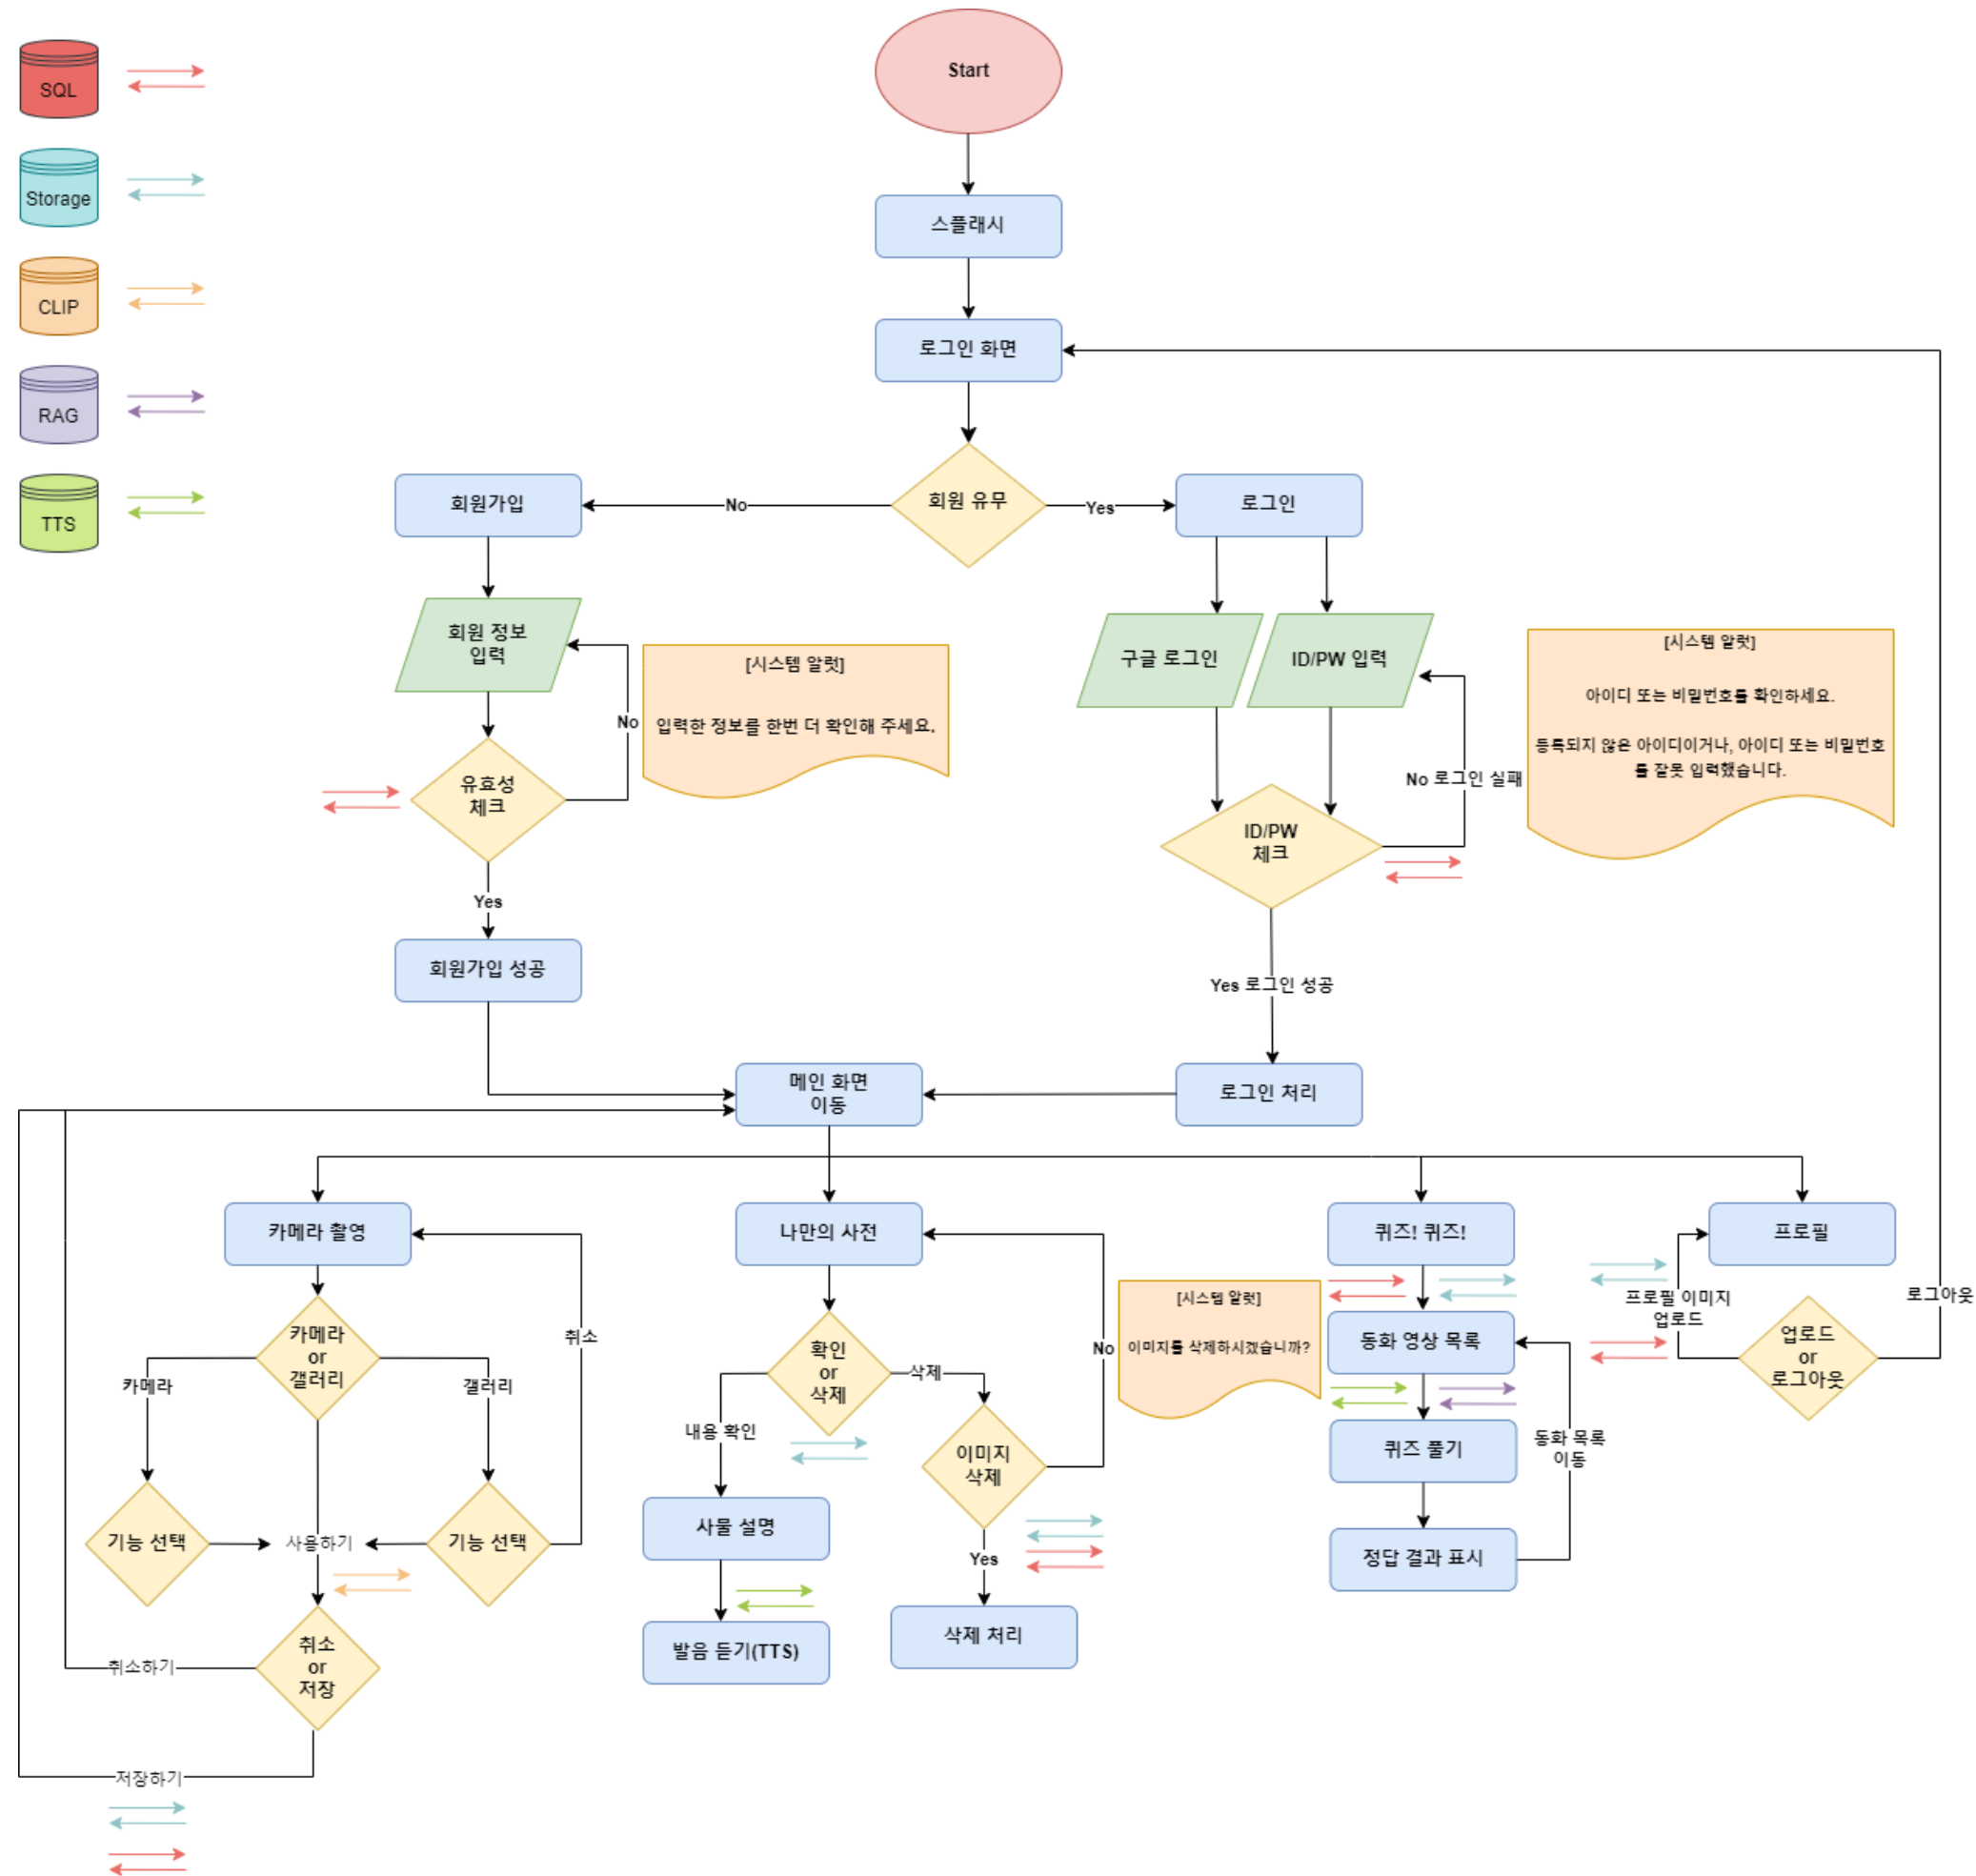 Start
SQL
Storage
CLIP
RAG
TTS
스플래시
로그인 화면
회원 유무
No
Yes
회원가입
로그인
회원 정보
입력
No
[시스템 알럿]
입력한 정보를 한번 더 확인해 주세요.
구글 로그인
ID/PW 입력
[시스템 알럿]
아이디 또는 비밀번호를 확인하세요.
등록되지 않은 아이디이거나, 아이디 또는 비밀번호
를 잘못 입력했습니다.
유효성
체크
No 로그인 실패
ID/PW
체크
Yes
회원가입 성공
Yes 로그인 성공
메인 화면
이동
로그인 처리
카메라 촬영
나만의 사전
퀴즈! 퀴즈!
프로필
카메라
or
갤러리
카메라
갤러리
취소
기능 선택
사용하기
기능 선택
취소
or
저장
취소하기
저장하기
확인
or
삭제
삭제
내용 확인
이미지
삭제
No
[시스템 알럿]
이미지를 삭제하시겠습니까?
사물 설명
Yes
발음 듣기(TTS)
삭제 처리
동화 영상 목록
퀴즈 풀기
동화 목록
이동
정답 결과 표시
프로필 이미지
업로드
업로드
or
로그아웃
로그아웃